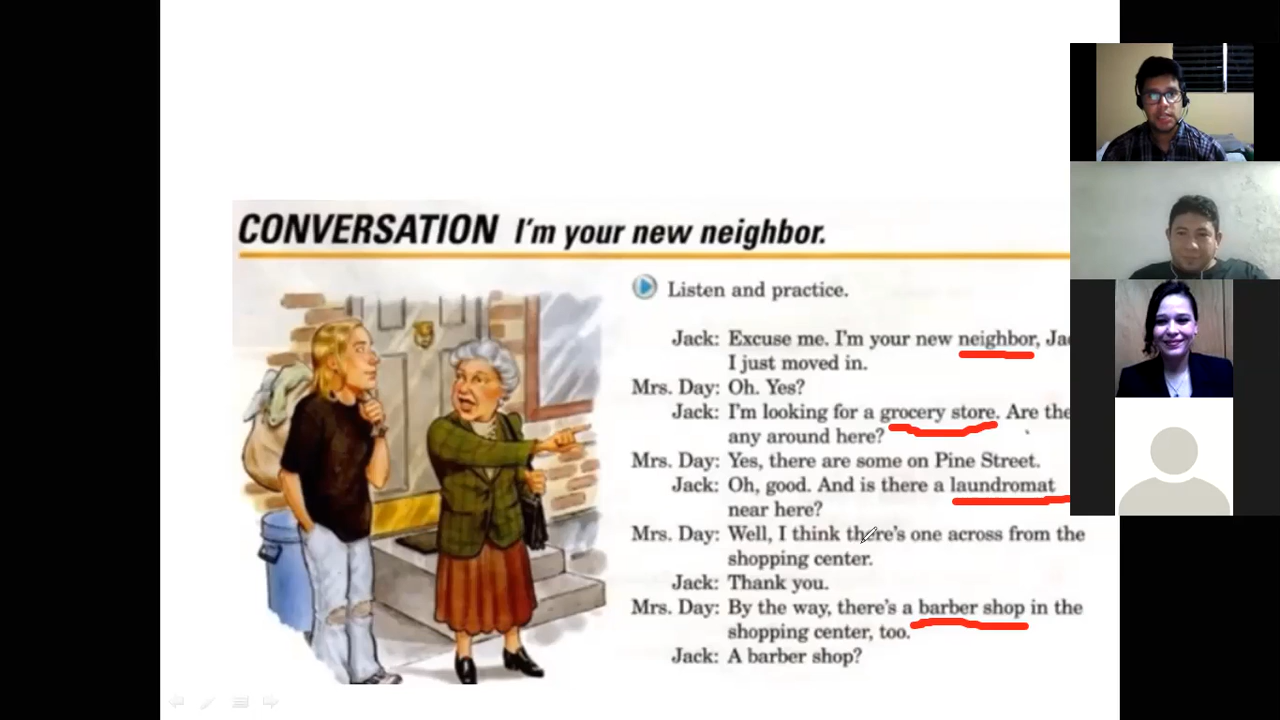 CONVERSATION I'm your new neighbor.
Listen and practice.
Jack: Excuse me. I'm your new neighbor,
I just moved in.
Mrs. Day: Oh. Yes?
Jack: I'm looking for a grocery store. Are
any around here?
Mrs. Day: Yes, there are some on Pine Street.
Jack: Oh, good. And is there a laundromat
near here?
Mrs. Day: Well, I think there's one across from the
shopping center.
Jack: Thank you.
Mrs. Day: By the way, there's a barber shop in the
shopping center, too.
Jack: A barber shop?